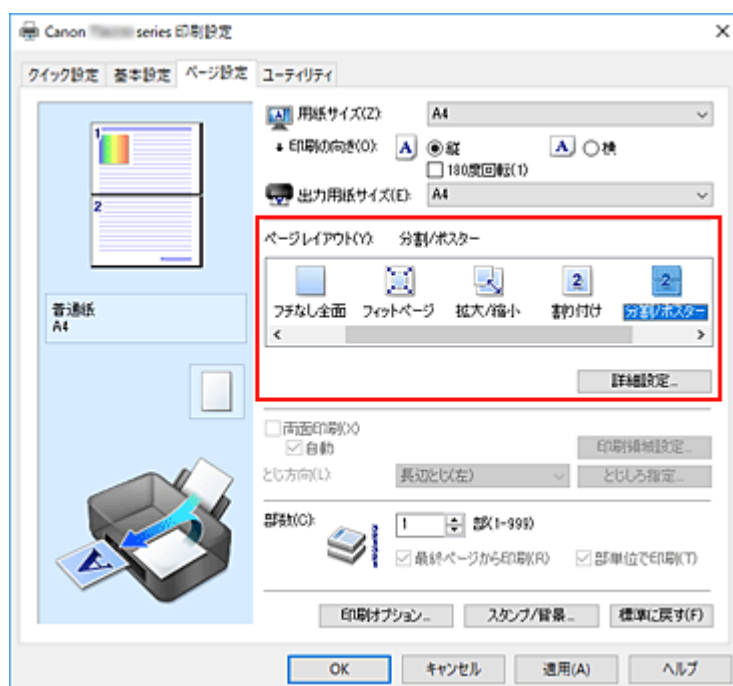 Canon series 印刷設定
クイック設定 基本設定 ページ設定 ユーティリティ
用紙サイズ(Z): A4
印刷の向き(O): A 縦 A 横
180度回転(1)
出力用紙サイズ(E): A4
1
2
普通紙
A4
ページレイアウト(Y): 分割/ポスター
2 2
フチなし全面 フィットページ 拡大/縮小 割り付け 分割/ポスター
詳細設定...
両面印刷(X)
自動
印刷領域設定...
とじ方向(L): 長辺とじ(左) とじしろ指定...
部数(C): 1 部(1-999)
最終ページから印刷(R) 部単位で印刷(T)
A
印刷オプション... スタンプ/背景... 標準に戻す(F)
OK キャンセル 適用(A) ヘルプ